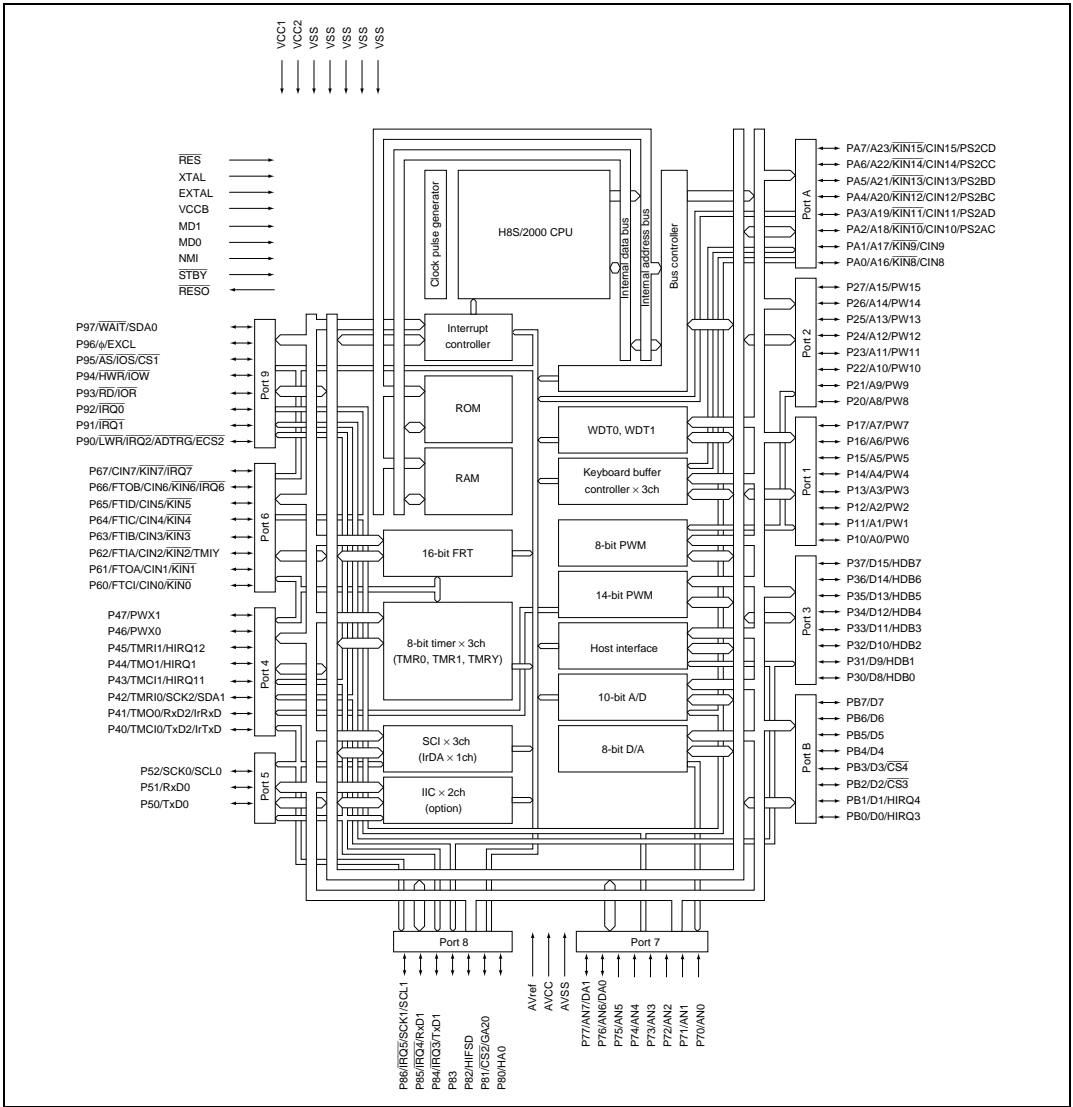 VCC1
VCC2
VSS
VSS
VSS
VSS
VSS
RES
XTAL
EXTAL
VCCB
MD1
MD0
NMI
STBY
RESO
Clock pulse generator
H8S/2000 CPU
Internal data bus
Internal address bus
Bus controller
Interrupt
controller
ROM
RAM
WDT0, WDT1
Keyboard buffer
controller × 3ch
16-bit FRT
8-bit PWM
14-bit PWM
8-bit timer × 3ch
(TMR0, TMR1, TMRY)
Host interface
10-bit A/D
SCI × 3ch
(IrDA × 1ch)
8-bit D/A
IIC × 2ch
(option)
P97/WAIT/SDA0
P96/ϕ/EXCL
P95/AS/IOS/CS1
P94/HWR/IOW
P93/RD/IOR
P92/IRQ0
P91/IRQ1
P90/LWR/IRQ2/ADTRG/ECS2
Port 9
P67/CIN7/KIN7/IRQ7
P66/FTOB/CIN6/KIN6/IRQ6
P65/FTID/CIN5/KIN5
P64/FTIC/CIN4/KIN4
P63/FTIB/CIN3/KIN3
P62/FTIA/CIN2/KIN2/TMIY
P61/FTOA/CIN1/KIN1
P60/FTCI/CIN0/KIN0
Port 6
P47/PWX1
P46/PWX0
P45/TMRI1/HIRQ12
P44/TMO1/HIRQ1
P43/TMCI1/HIRQ11
P42/TMRI0/SCK2/SDA1
P41/TMO0/RxD2/IrRxD
P40/TMCI0/TxD2/IrTxD
Port 4
P52/SCK0/SCL0
P51/RxD0
P50/TxD0
Port 5
Port A
PA7/A23/KIN15/CIN15/PS2CD
PA6/A22/KIN14/CIN14/PS2CC
PA5/A21/KIN13/CIN13/PS2BD
PA4/A20/KIN12/CIN12/PS2BC
PA3/A19/KIN11/CIN11/PS2AD
PA2/A18/KIN10/CIN10/PS2AC
PA1/A17/KIN9/CIN9
PA0/A16/KIN8/CIN8
Port 2
P27/A15/PW15
P26/A14/PW14
P25/A13/PW13
P24/A12/PW12
P23/A11/PW11
P22/A10/PW10
P21/A9/PW9
P20/A8/PW8
Port 1
P17/A7/PW7
P16/A6/PW6
P15/A5/PW5
P14/A4/PW4
P13/A3/PW3
P12/A2/PW2
P11/A1/PW1
P10/A0/PW0
Port 3
P37/D15/HDB7
P36/D14/HDB6
P35/D13/HDB5
P34/D12/HDB4
P33/D11/HDB3
P32/D10/HDB2
P31/D9/HDB1
P30/D8/HDB0
Port B
PB7/D7
PB6/D6
PB5/D5
PB4/D4
PB3/D3/CS4
PB2/D2/CS3
PB1/D1/HIRQ4
PB0/D0/HIRQ3
Port 8
P86/IRQ5/SCK1/SCL1
P85/IRQ4/RxD1
P84/IRQ3/TxD1
P83
P82/HIFSD
P81/CS2/GA20
P80/HA0
AVref
AVCC
AVSS
Port 7
P77/AN7/DA1
P76/AN6/DA0
P75/AN5
P74/AN4
P73/AN3
P72/AN2
P71/AN1
P70/AN0